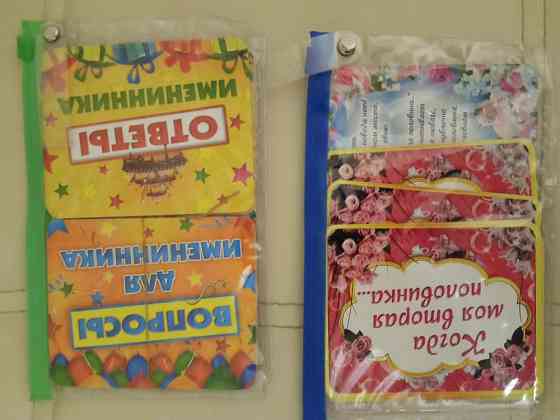 ВОПРОСЫ
ДЛЯ
ИМЕНИННИКА
ОТВЕТЫ
ИМЕНИННИКА
Когда
моя вторая
половинка...